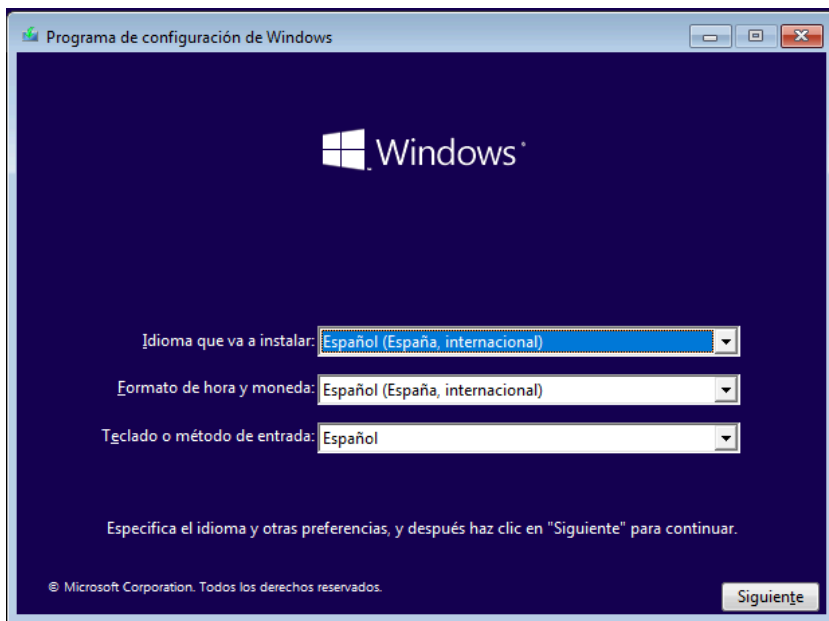 Programa de configuración de Windows
Windows
Idioma que va a instalar: Español (España, internacional)
Formato de hora y moneda: Español (España, internacional)
Teclado o método de entrada: Español
Especifica el idioma y otras preferencias, y después haz clic en "Siguiente" para continuar.
© Microsoft Corporation. Todos los derechos reservados.
Siguiente